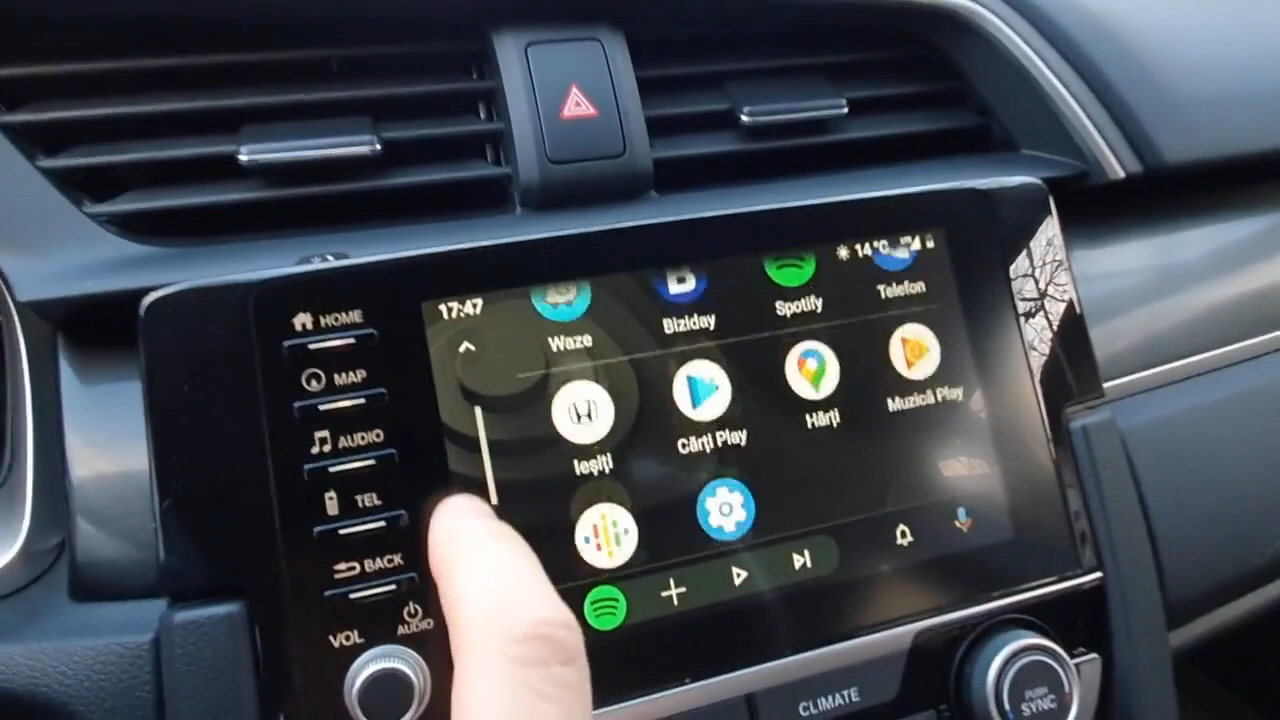 HOME
MAP
AUDIO
TEL
BACK
AUDIO
VOL
17:47
14°C
Waze
Biziday
Spotify
Telefon
Ieșiți
Cărți Play
Hărți
Muzică Play
B
CLIMATE
PUSH
SYNC